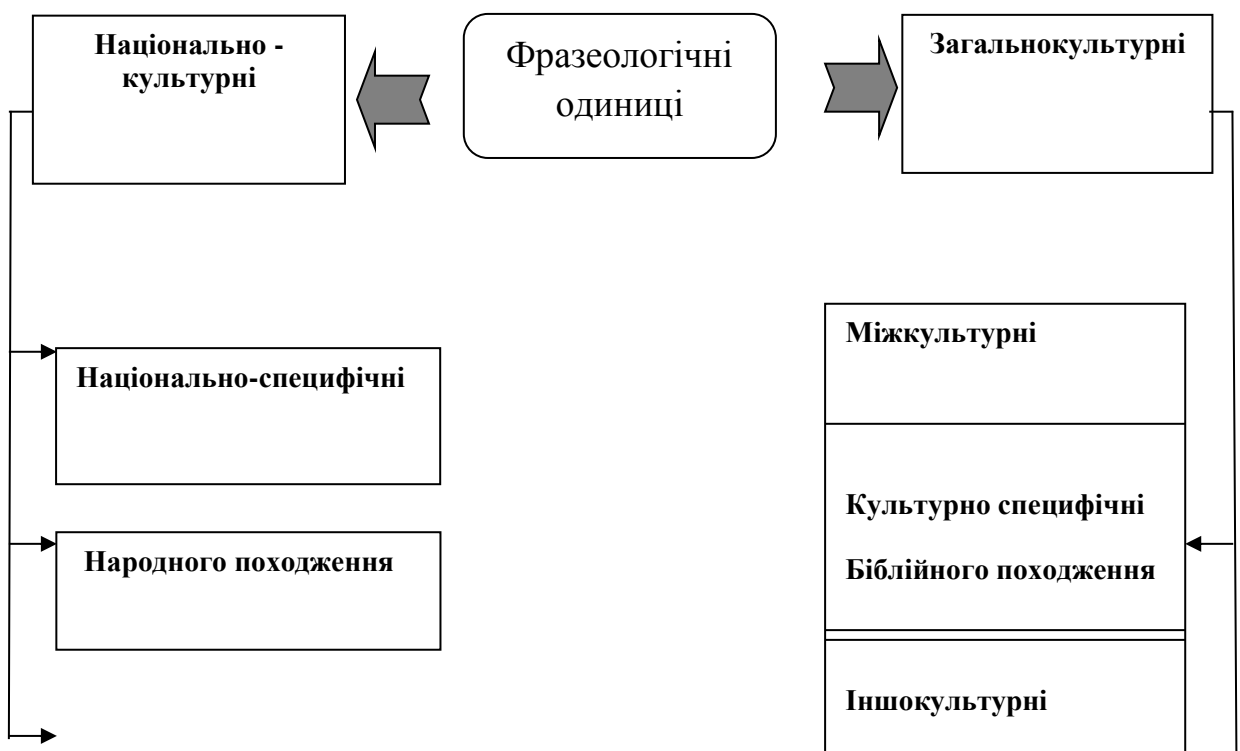 Національно -
культурні
Фразеологічні
одиниці
Загальнокультурні
Національно-специфічні
Народного походження
Міжкультурні
Культурно специфічні
Біблійного походження
Іншокультурні